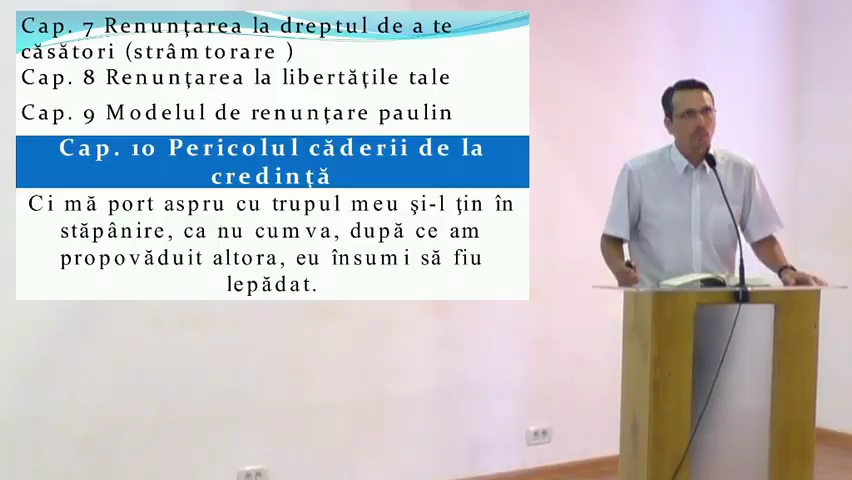 Cap. 7 Renunţarea la dreptul de a te
căsători (strâmtorare )
Cap. 8 Renunţarea la libertăţile tale
Cap. 9 Modelul de renunţare paulin
Cap. 10 Pericolul căderii de la
credinţă
Ci mă port aspru cu trupul meu şi-l ţin în
stăpânire, ca nu cumva, după ce am
propovăduit altora, eu însumi să fiu
lepădat.